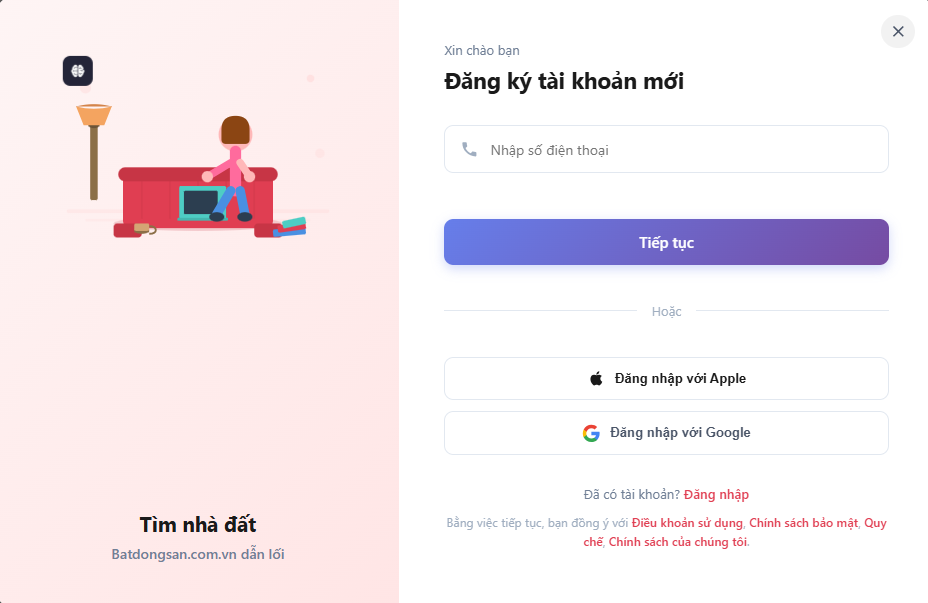 Tìm nhà đất
Batdongsan.com.vn dẫn lối
Xin chào bạn
Đăng ký tài khoản mới
Nhập số điện thoại
Tiếp tục
Hoặc
Đăng nhập với Apple
Đăng nhập với Google
Đã có tài khoản? Đăng nhập
Bằng việc tiếp tục, bạn đồng ý với Điều khoản sử dụng, Chính sách bảo mật, Quy
chế, Chính sách của chúng tôi.